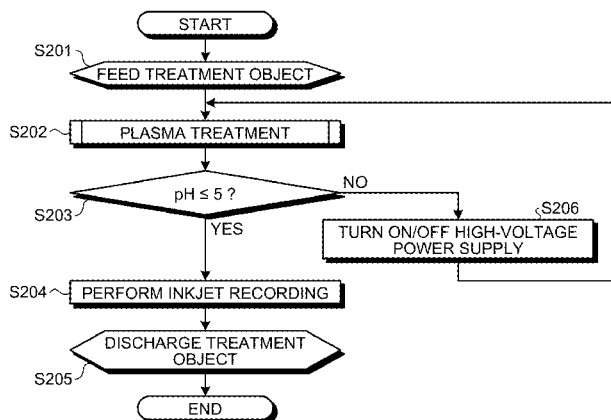 START
S201
FEED TREATMENT OBJECT
S202
PLASMA TREATMENT
pH ≤ 5 ?
NO
S203
YES
S206
TURN ON/OFF HIGH-VOLTAGE
POWER SUPPLY
S204
PERFORM INKJET RECORDING
DISCHARGE TREATMENT
OBJECT
S205
END